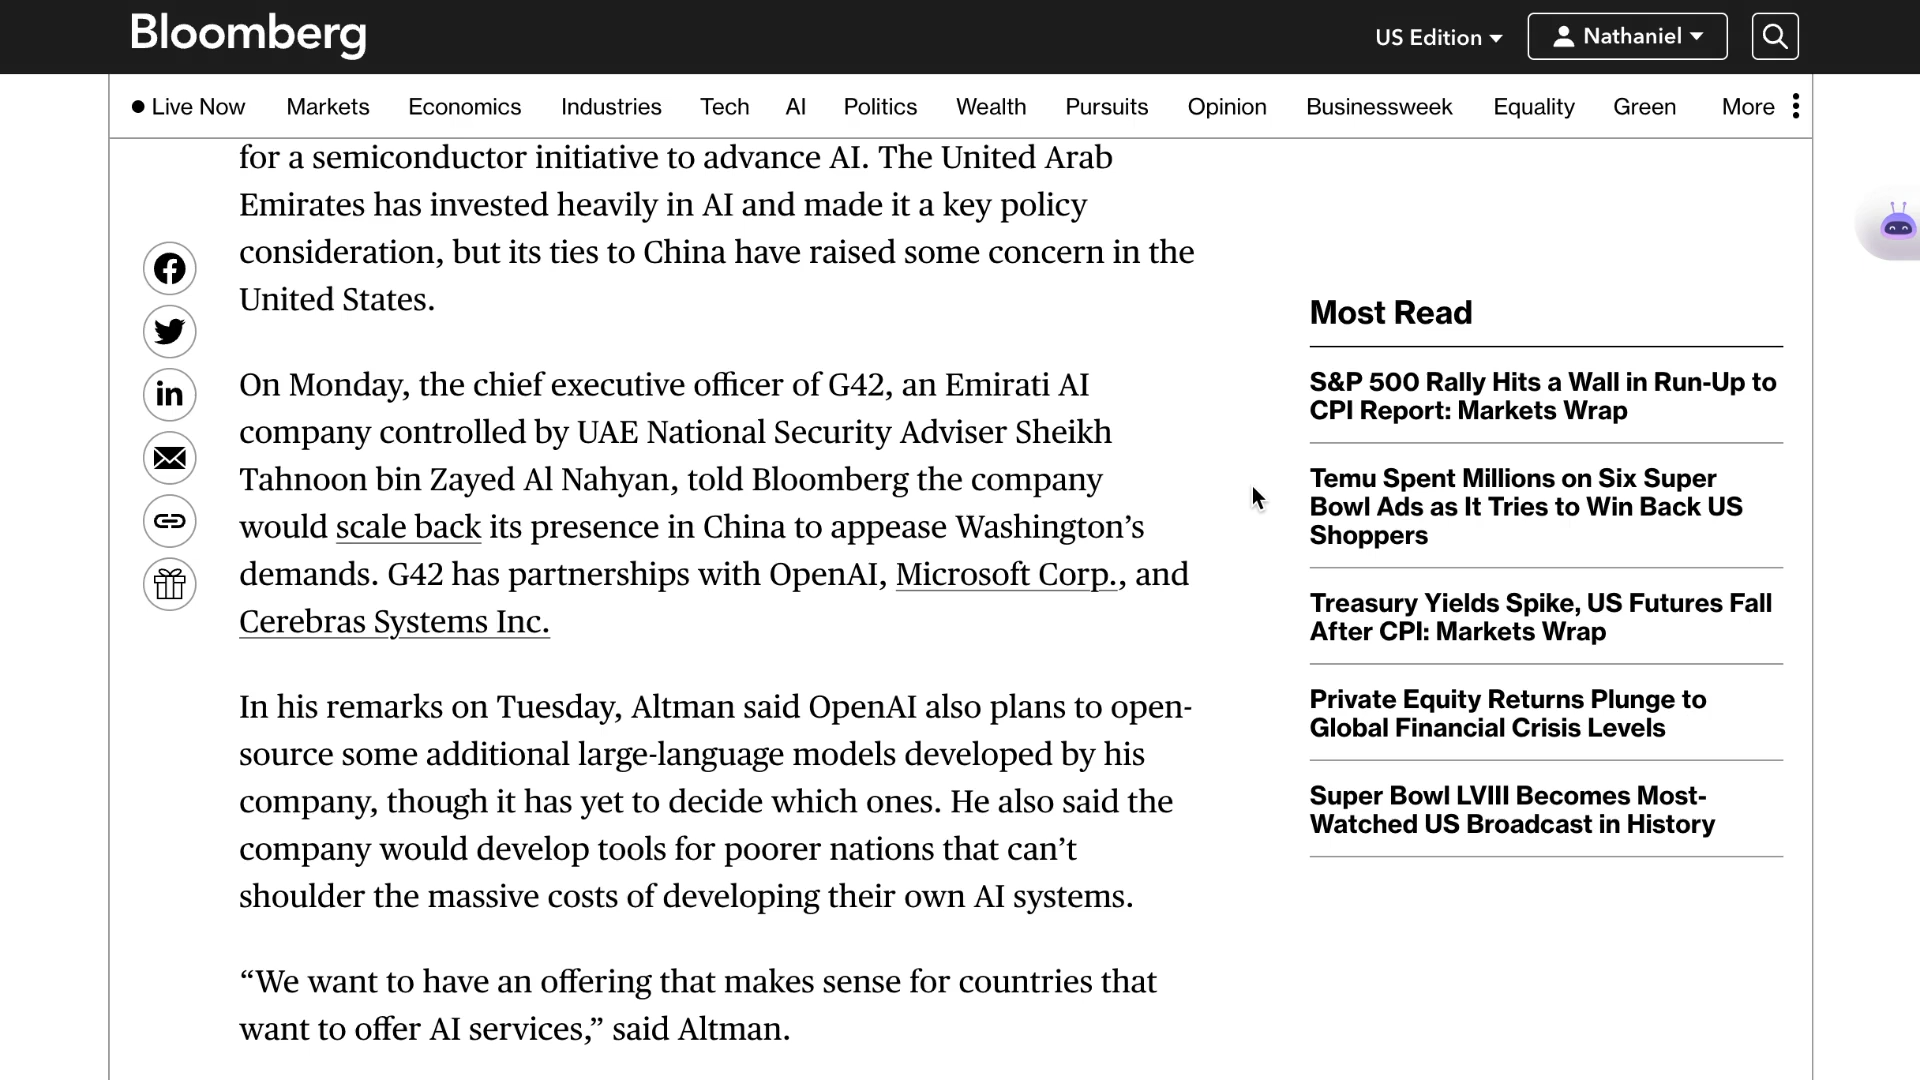 Bloomberg
US Edition
Nathaniel
Live Now Markets Economics Industries Tech AI Politics Wealth Pursuits Opinion Businessweek Equality Green More
for a semiconductor initiative to advance AI. The United Arab
Emirates has invested heavily in AI and made it a key policy
consideration, but its ties to China have raised some concern in the
United States.
On Monday, the chief executive officer of G42, an Emirati AI
company controlled by UAE National Security Adviser Sheikh
Tahnoon bin Zayed Al Nahyan, told Bloomberg the company
would scale back its presence in China to appease Washington’s
demands. G42 has partnerships with OpenAI, Microsoft Corp., and
Cerebras Systems Inc.
In his remarks on Tuesday, Altman said OpenAI also plans to open-
source some additional large-language models developed by his
company, though it has yet to decide which ones. He also said the
company would develop tools for poorer nations that can’t
shoulder the massive costs of developing their own AI systems.
“We want to have an offering that makes sense for countries that
want to offer AI services,” said Altman.
Most Read
S&P 500 Rally Hits a Wall in Run-Up to
CPI Report: Markets Wrap
Temu Spent Millions on Six Super
Bowl Ads as It Tries to Win Back US
Shoppers
Treasury Yields Spike, US Futures Fall
After CPI: Markets Wrap
Private Equity Returns Plunge to
Global Financial Crisis Levels
Super Bowl LVIII Becomes Most-
Watched US Broadcast in History